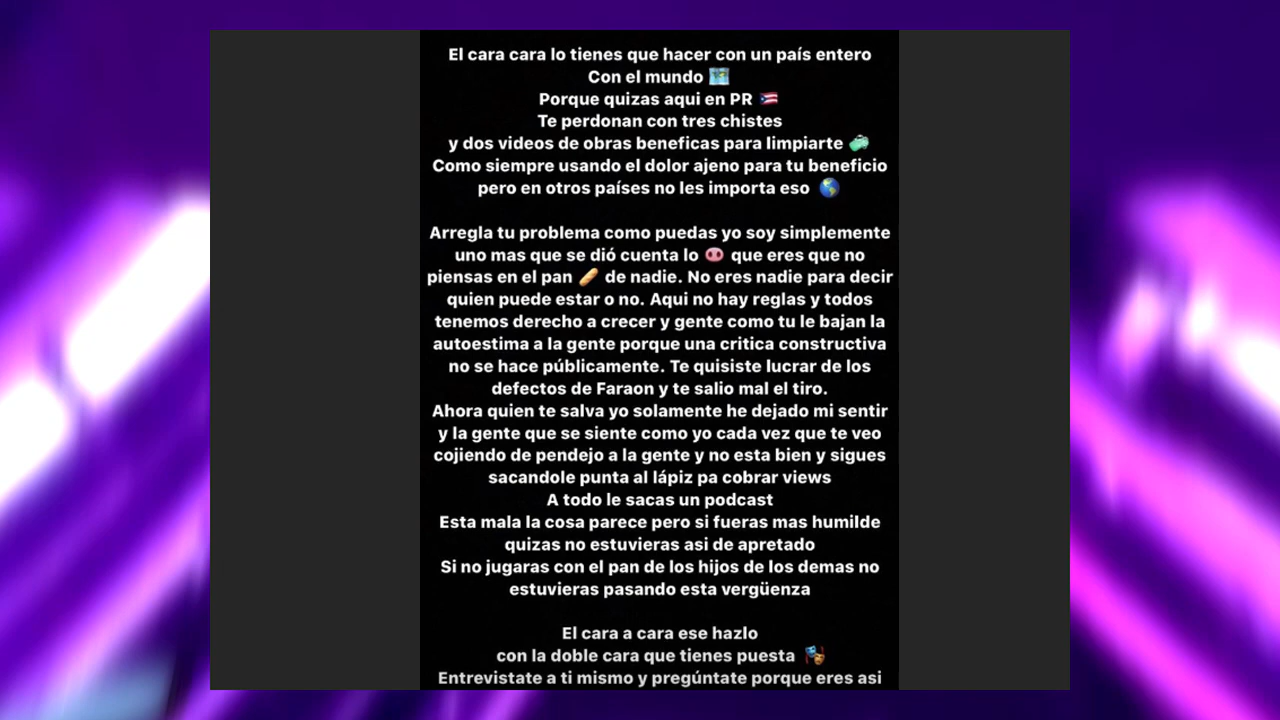 El cara cara lo tienes que hacer con un país entero
Con el mundo 🗺️
Porque quizas aqui en PR 🇵🇷
Te perdonan con tres chistes
y dos videos de obras beneficas para limpiarte 🧼
Como siempre usando el dolor ajeno para tu beneficio
pero en otros países no les importa eso 🌎
Arregla tu problema como puedas yo soy simplemente
uno mas que se dió cuenta lo 🐽 que eres que no
piensas en el pan 🥖 de nadie. No eres nadie para decir
quien puede estar o no. Aqui no hay reglas y todos
tenemos derecho a crecer y gente como tu le bajan la
autoestima a la gente porque una critica constructiva
no se hace públicamente. Te quisiste lucrar de los
defectos de Faraon y te salio mal el tiro.
Ahora quien te salva yo solamente he dejado mi sentir
y la gente que se siente como yo cada vez que te veo
cojiendo de pendejo a la gente y no esta bien y sigues
sacandole punta al lápiz pa cobrar views
A todo le sacas un podcast
Esta mala la cosa parece pero si fueras mas humilde
quizas no estuvieras asi de apretado
Si no jugaras con el pan de los hijos de los demas no
estuvieras pasando esta vergüenza
El cara a cara ese hazlo
con la doble cara que tienes puesta 🎭
Entrevistate a ti mismo y pregúntate porque eres asi